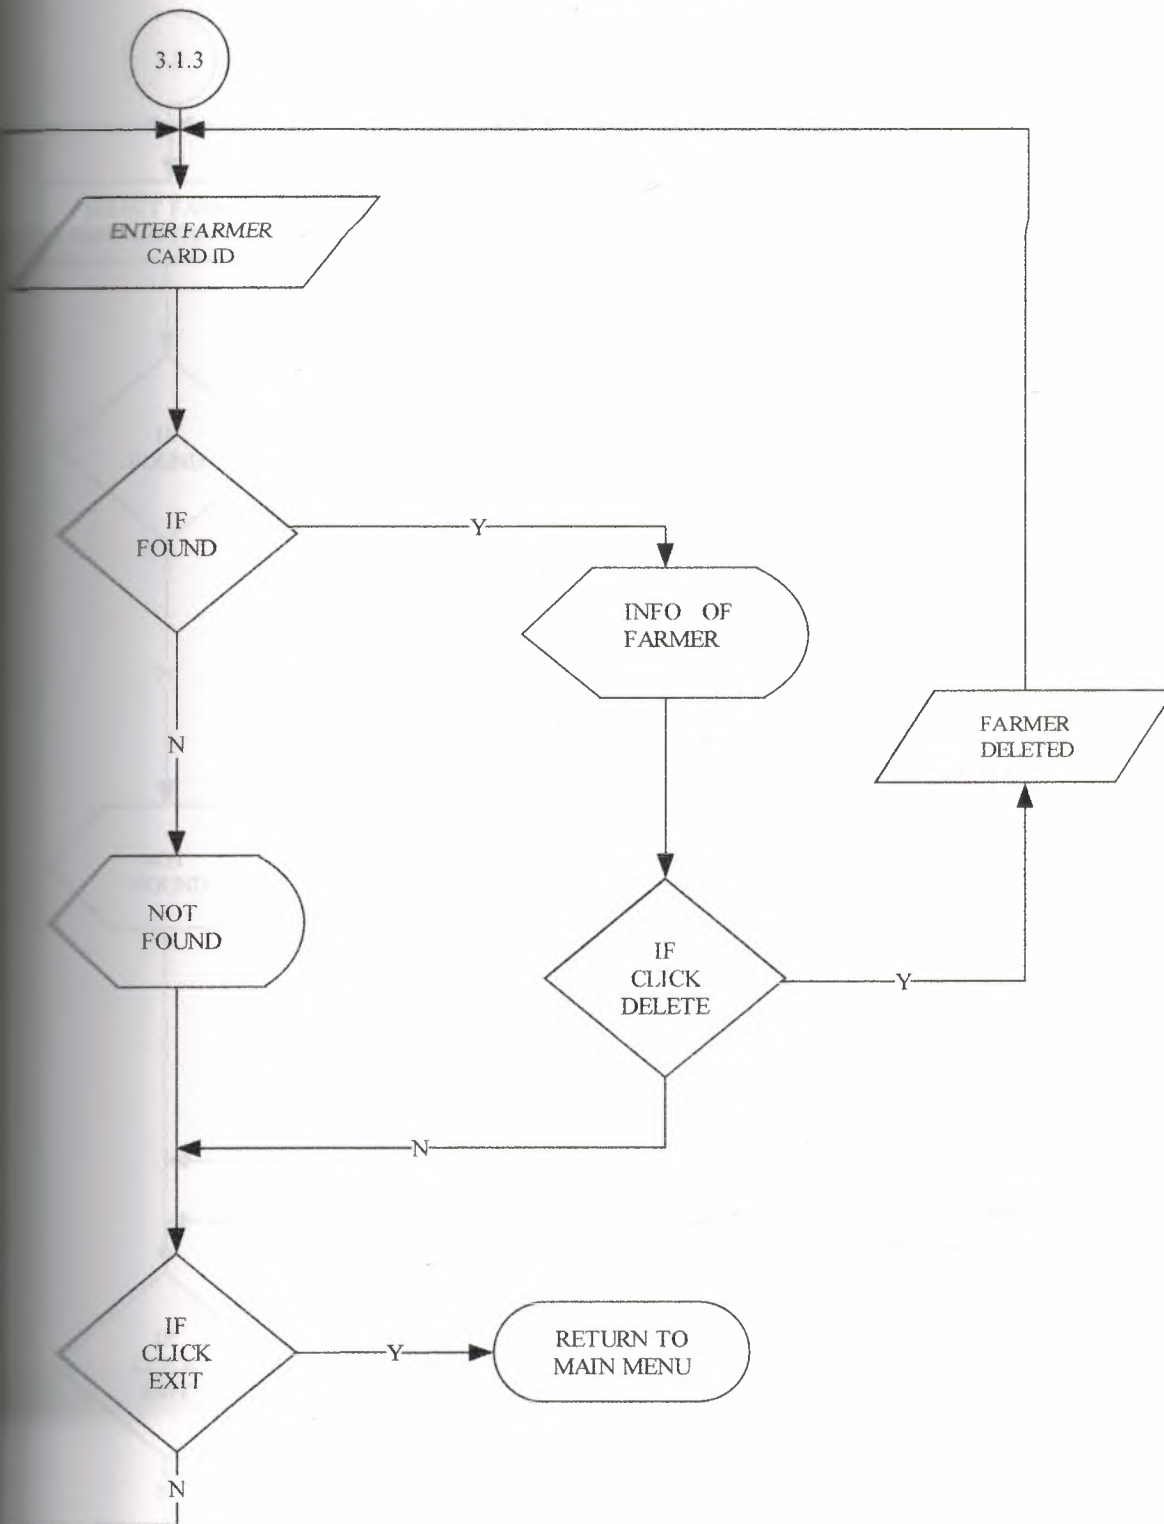 3.1.3
ENTER FARMER
CARD ID
IF
FOUND
Y
INFO OF
FARMER
FARMER
DELETED
N
NOT
FOUND
IF
CLICK
DELETE
Y
N
IF
CLICK
EXIT
Y
RETURN TO
MAIN MENU
N